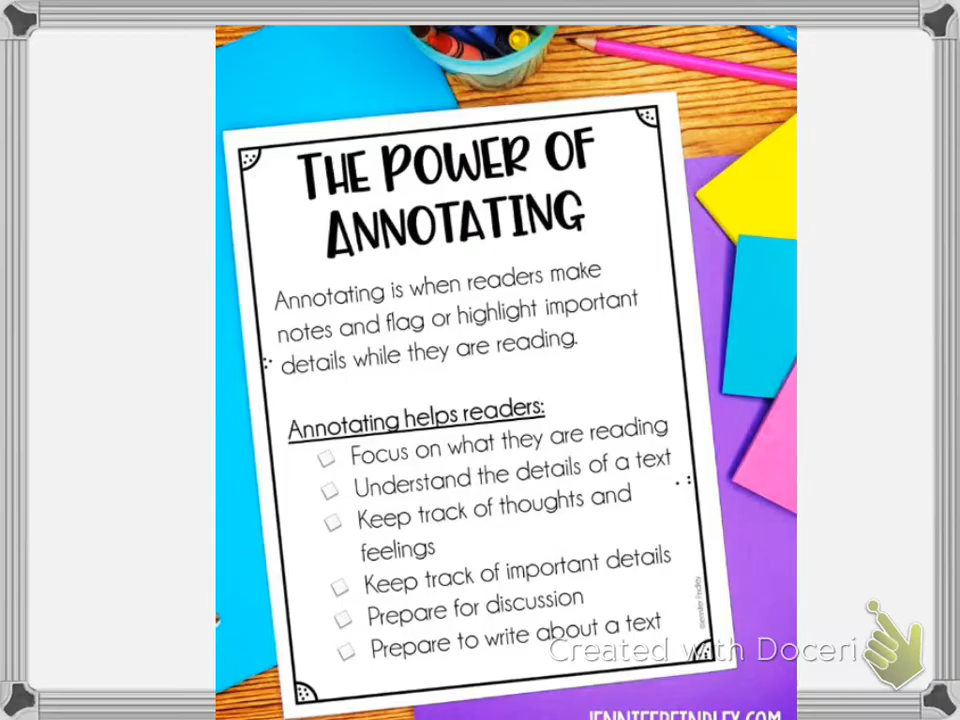 THE POWER OF
ANNOTATING
Annotating is when readers make
notes and flag or highlight important
details while they are reading.
Annotating helps readers:
Focus on what they are reading
Understand the details of a text
Keep track of thoughts and
feelings
Keep track of important details
Prepare for discussion
Prepare to write about a text
©Jennifer Findley
Created with Doceri
JENNIFERFINDLEY.COM